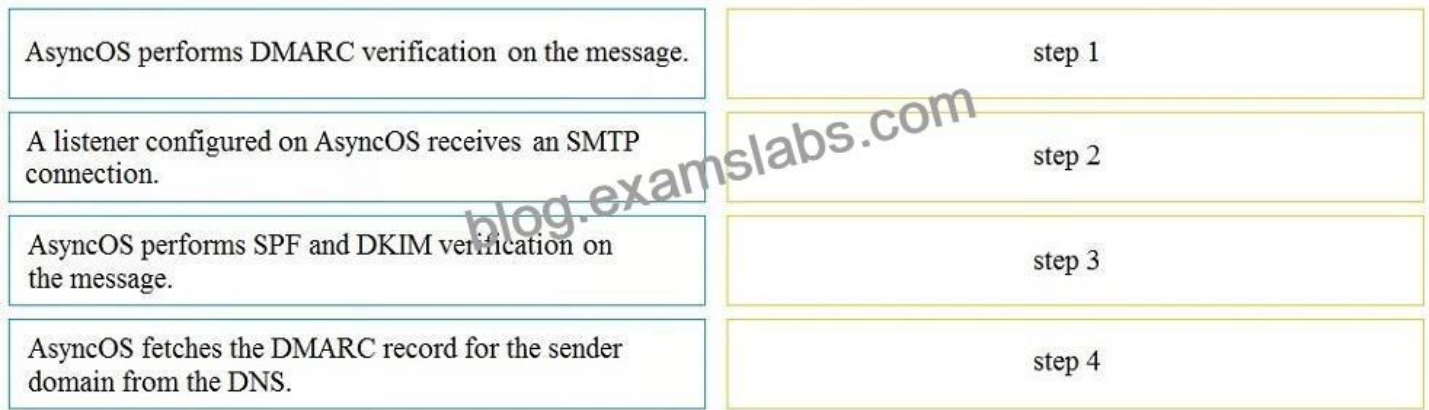 AsyncOS performs DMARC verification on the message.
step 1
A listener configured on AsyncOS receives an SMTP
connection.
step 2
AsyncOS performs SPF and DKIM verification on
the message.
step 3
AsyncOS fetches the DMARC record for the sender
domain from the DNS.
step 4
blog.examslabs.com